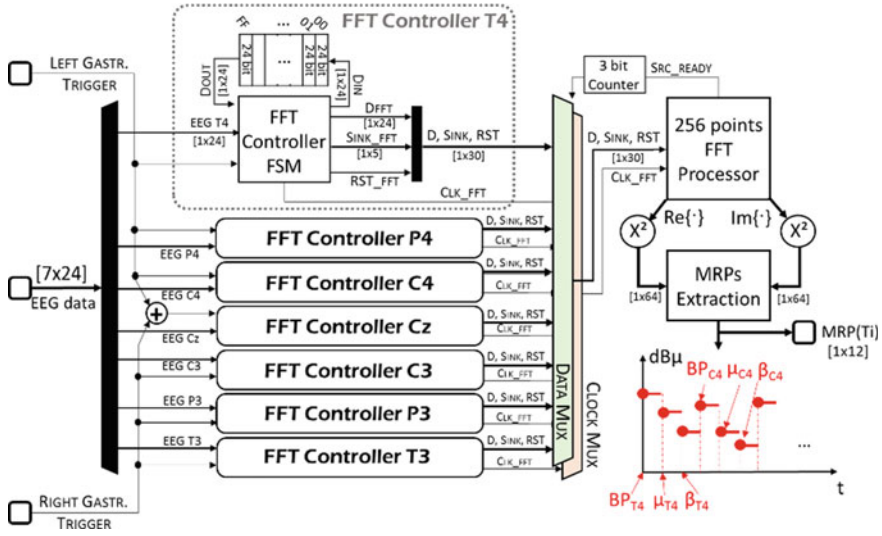 FFT Controller T4
FF
...
01
00
24 bit
24 bit
24 bit
LEFT GASTR.
TRIGGER
DOUT
[1x24]
DIN
[1x24]
3 bit
Counter
SRC_READY
EEG T4
[1x24]
FFT
Controller
FSM
DFFT
[1x24]
SINK_FFT
[1x5]
RST_FFT
D, SINK, RST
[1x30]
CLK_FFT
D, SINK, RST
[1x30]
CLK_FFT
256 points
FFT
Processor
Re{·}
Im{·}
X²
X²
MRPs
Extraction
[1x64]
[1x64]
MRP(Ti)
[1x12]
[7x24]
EEG data
+
EEG P4
FFT Controller P4
D, SINK, RST
CLK_FFT
EEG C4
FFT Controller C4
D, SINK, RST
CLK_FFT
EEG Cz
FFT Controller Cz
D, SINK, RST
CLK_FFT
EEG C3
FFT Controller C3
D, SINK, RST
CLK_FFT
EEG P3
FFT Controller P3
D, SINK, RST
CLK_FFT
EEG T3
FFT Controller T3
D, SINK, RST
CLK_FFT
DATA MUX
CLOCK MUX
RIGHT GASTR.
TRIGGER
dBμ
BPC4
μC4
βC4
...
t
BPT4
μT4
βT4